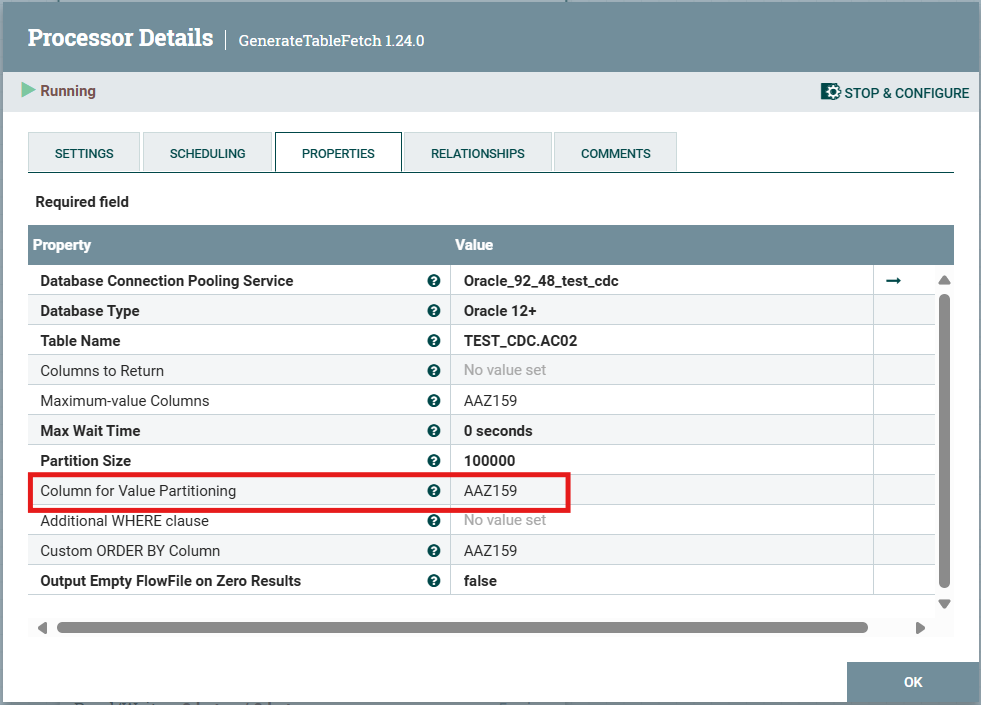 Processor Details | GenerateTableFetch 1.24.0
Running
STOP & CONFIGURE
SETTINGS SCHEDULING PROPERTIES RELATIONSHIPS COMMENTS
Required field
Property Value
Database Connection Pooling Service ? Oracle_92_48_test_cdc →
Database Type ? Oracle 12+
Table Name ? TEST_CDC.AC02
Columns to Return ? No value set
Maximum-value Columns ? AAZ159
Max Wait Time ? 0 seconds
Partition Size ? 100000
Column for Value Partitioning ? AAZ159
Additional WHERE clause ? No value set
Custom ORDER BY Column ? AAZ159
Output Empty FlowFile on Zero Results ? false
OK